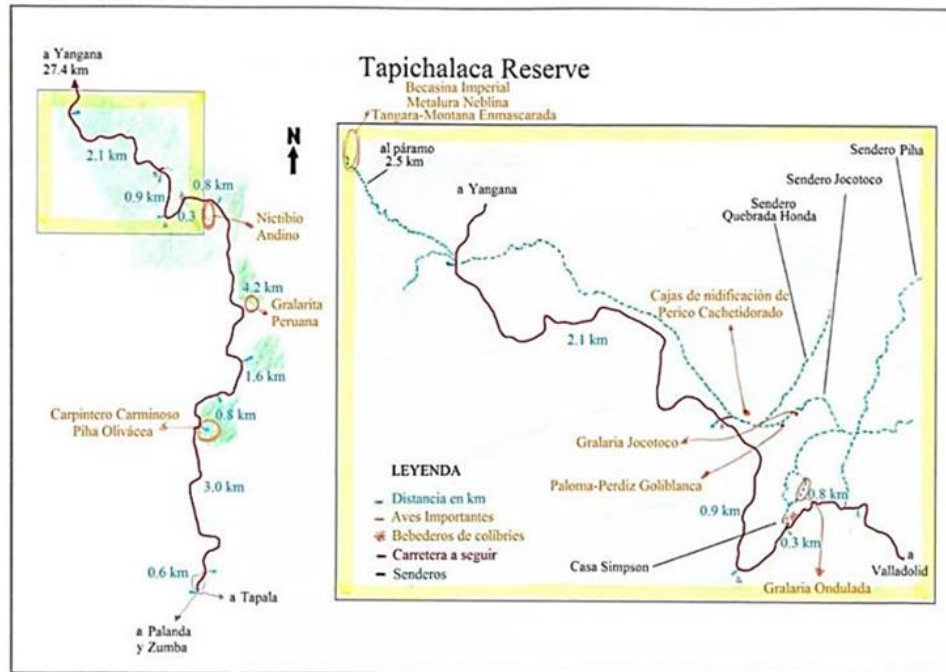 a Yangana
27.4 km
2.1 km
0.9 km
0.8 km
0.3
Nictibio
Andino
4.2 km
Gralarita
Peruana
1.6 km
Carpintero Carminoso
Piha Olivácea
0.8 km
3.0 km
0.6 km
a Tapala
a Palanda
y Zumba
N
Tapichalaca Reserve
Becasina Imperial
Metalura Neblina
Tangara-Montana Enmascarada
al páramo
2.5 km
a Yangana
Sendero Piha
Sendero Jocotoco
Sendero
Quebrada Honda
Cajas de nidificación de
Perico Cachetidorado
2.1 km
Gralaria Jocotoco
Paloma-Perdiz Goliblanca
0.9 km
0.8 km
0.3 km
Casa Simpson
a
Valladolid
Gralaria Ondulada
LEYENDA
Distancia en km
Aves Importantes
Bebederos de colibríes
Carretera a seguir
Senderos